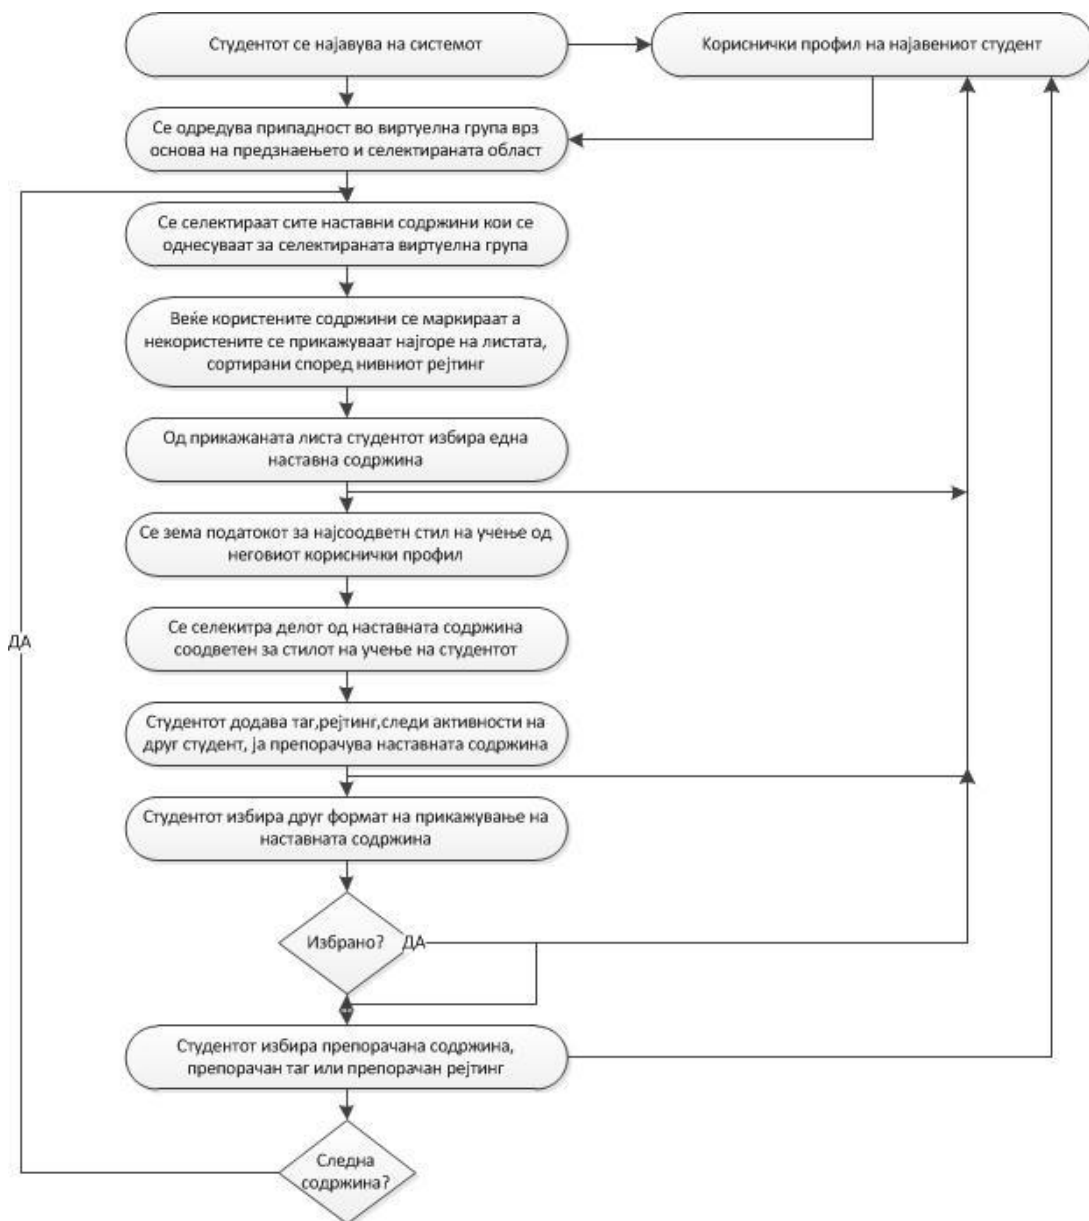 Студентот се најавува на системот
Кориснички профил на најавениот студент
Се одредува припадност во виртуелна група врз
основа на предзнаењето и селектираната област
Се селектираат сите наставни содржини кои се
однесуваат за селектираната виртуелна група
Веќе користените содржини се маркираат а
некористените се прикажуваат најгоре на листата,
сортирани според нивниот рејтинг
Од прикажаната листа студентот избира една
наставна содржина
Се зема податокот за најсоодветн стил на учење од
неговиот кориснички профил
Се селекитра делот од наставната содржина
соодветен за стилот на учење на студентот
ДА
Студентот додава таг,рејтинг,следи активности на
друг студент, ја препорачува наставната содржина
Студентот избира друг формат на прикажување на
наставната содржина
Избрано?
ДА
Студентот избира препорачана содржина,
препорачан таг или препорачан рејтинг
Следна
содржина?